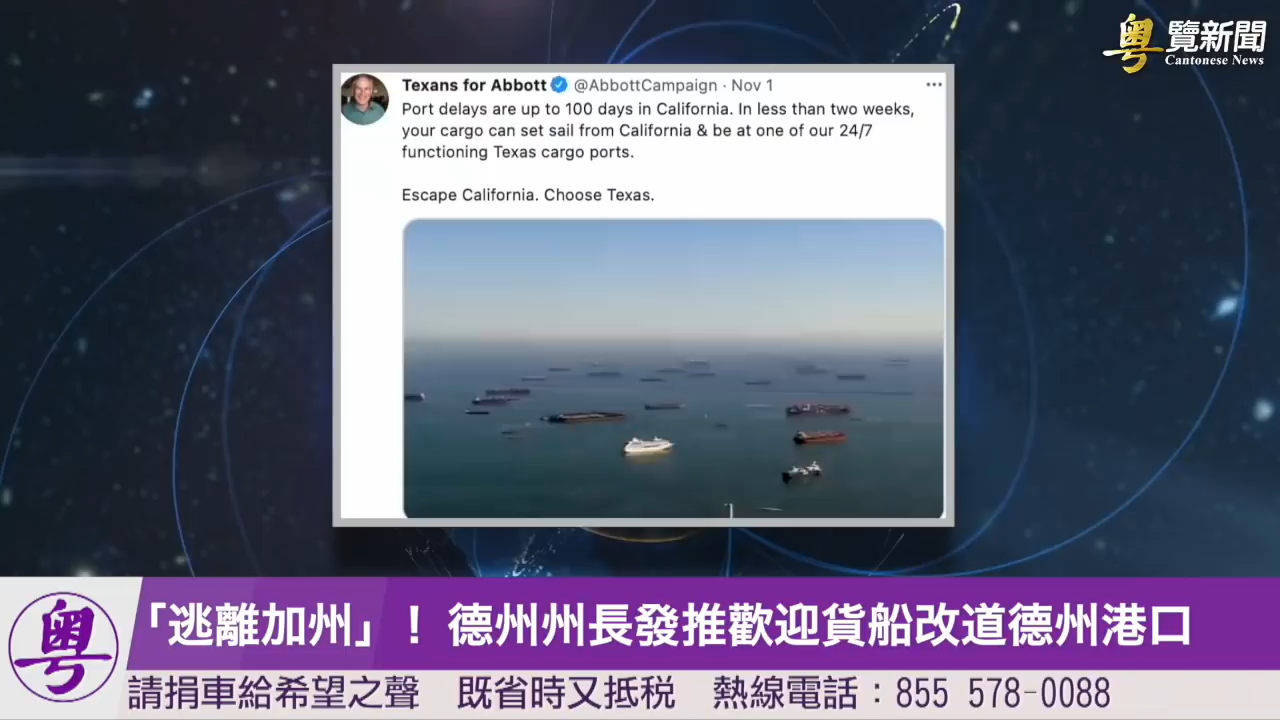 粵覽新聞
Cantonese News
Texans for Abbott @AbbottCampaign · Nov 1 ···
Port delays are up to 100 days in California. In less than two weeks,
your cargo can set sail from California & be at one of our 24/7
functioning Texas cargo ports.
Escape California. Choose Texas.
粵
「逃離加州」！ 德州州長發推歡迎貨船改道德州港口
請捐車給希望之聲 既省時又抵税 熱線電話：855 578-0088